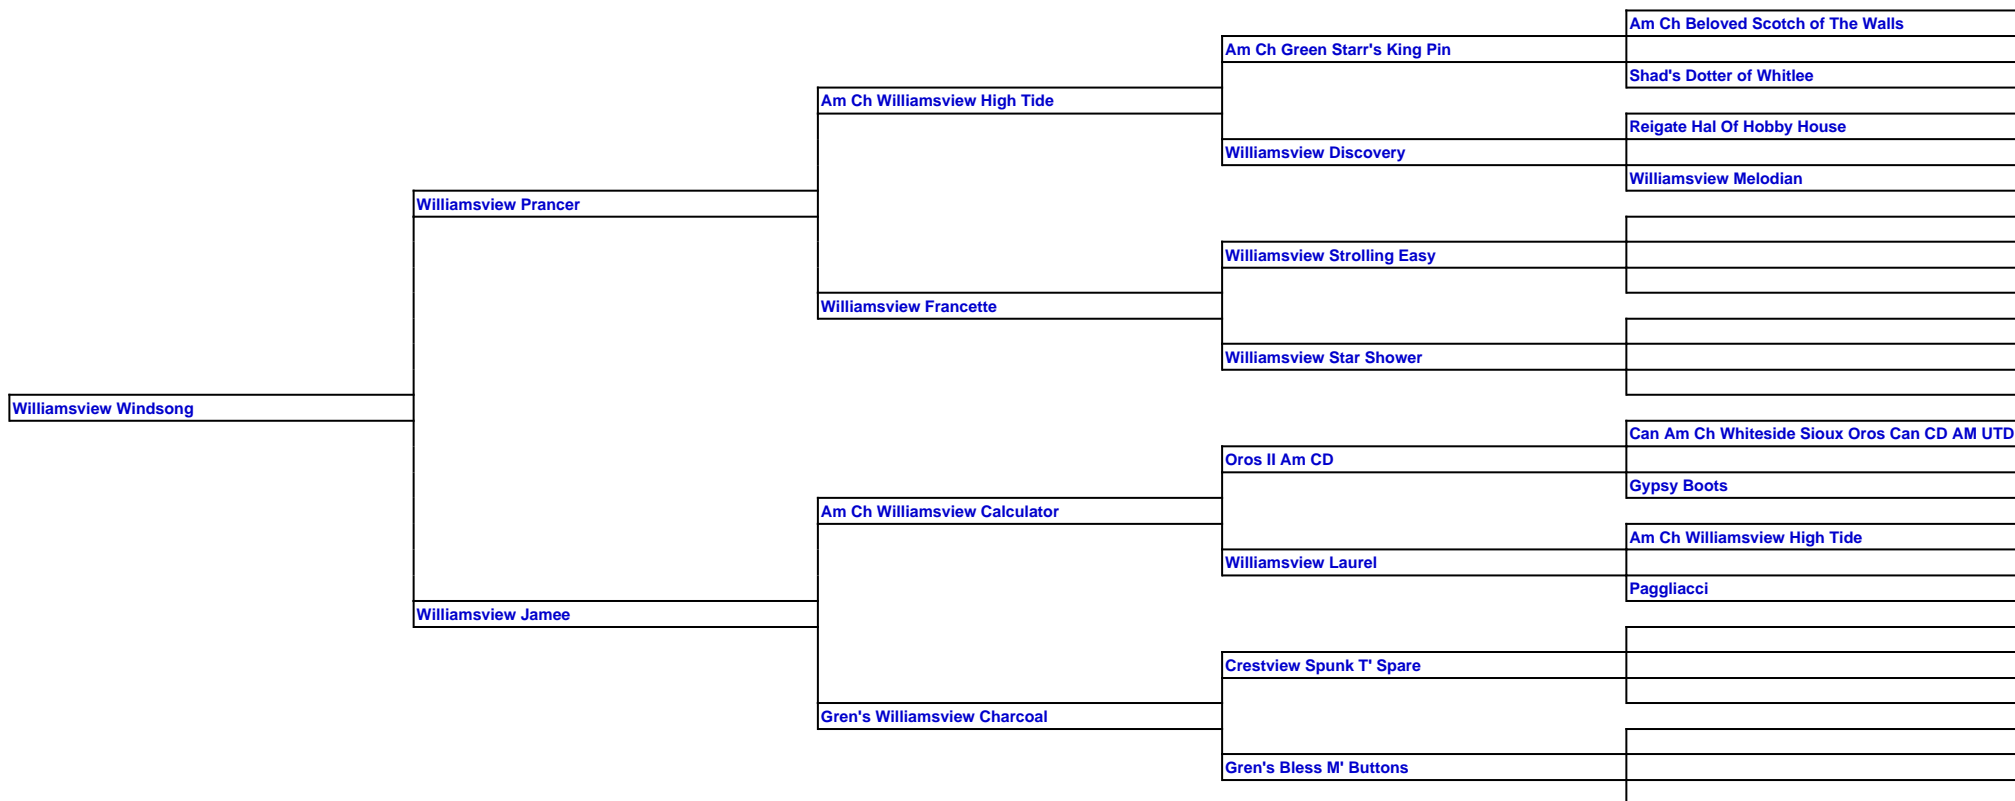 Am Ch Beloved Scotch of The Walls
Am Ch Green Starr's King Pin
Shad's Dotter of Whitlee
Am Ch Williamsview High Tide
Reigate Hal Of Hobby House
Williamsview Discovery
Williamsview Melodian
Williamsview Prancer
Williamsview Strolling Easy
Williamsview Francette
Williamsview Star Shower
Williamsview Windsong
Can Am Ch Whiteside Sioux Oros Can CD AM UTD
Oros II Am CD
Gypsy Boots
Am Ch Williamsview Calculator
Am Ch Williamsview High Tide
Williamsview Laurel
Paggliacci
Williamsview Jamee
Crestview Spunk T' Spare
Gren's Williamsview Charcoal
Gren's Bless M' Buttons